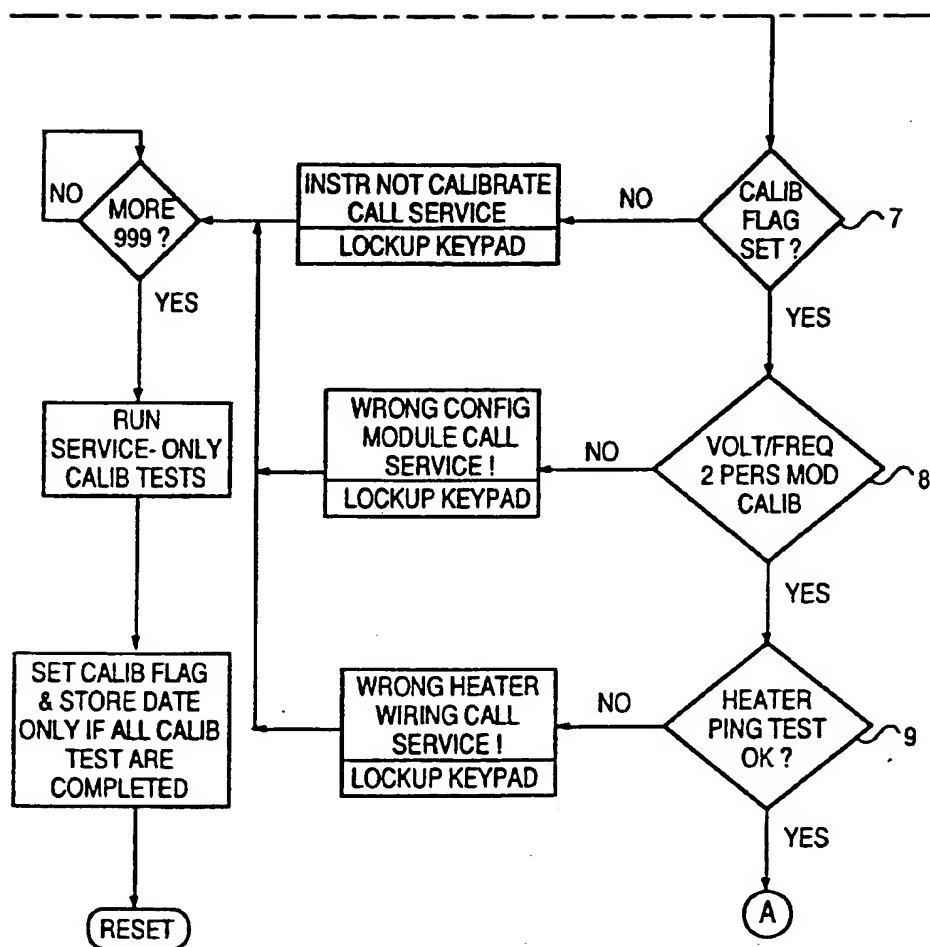 NO
MORE
999 ?
YES
INSTR NOT CALIBRATE
CALL SERVICE
LOCKUP KEYPAD
NO
CALIB
FLAG
SET ?
7
YES
RUN
SERVICE- ONLY
CALIB TESTS
WRONG CONFIG
MODULE CALL
SERVICE !
LOCKUP KEYPAD
NO
VOLT/FREQ
2 PERS MOD
CALIB
8
YES
SET CALIB FLAG
& STORE DATE
ONLY IF ALL CALIB
TEST ARE
COMPLETED
WRONG HEATER
WIRING CALL
SERVICE !
LOCKUP KEYPAD
NO
HEATER
PING TEST
OK ?
9
YES
RESET
A